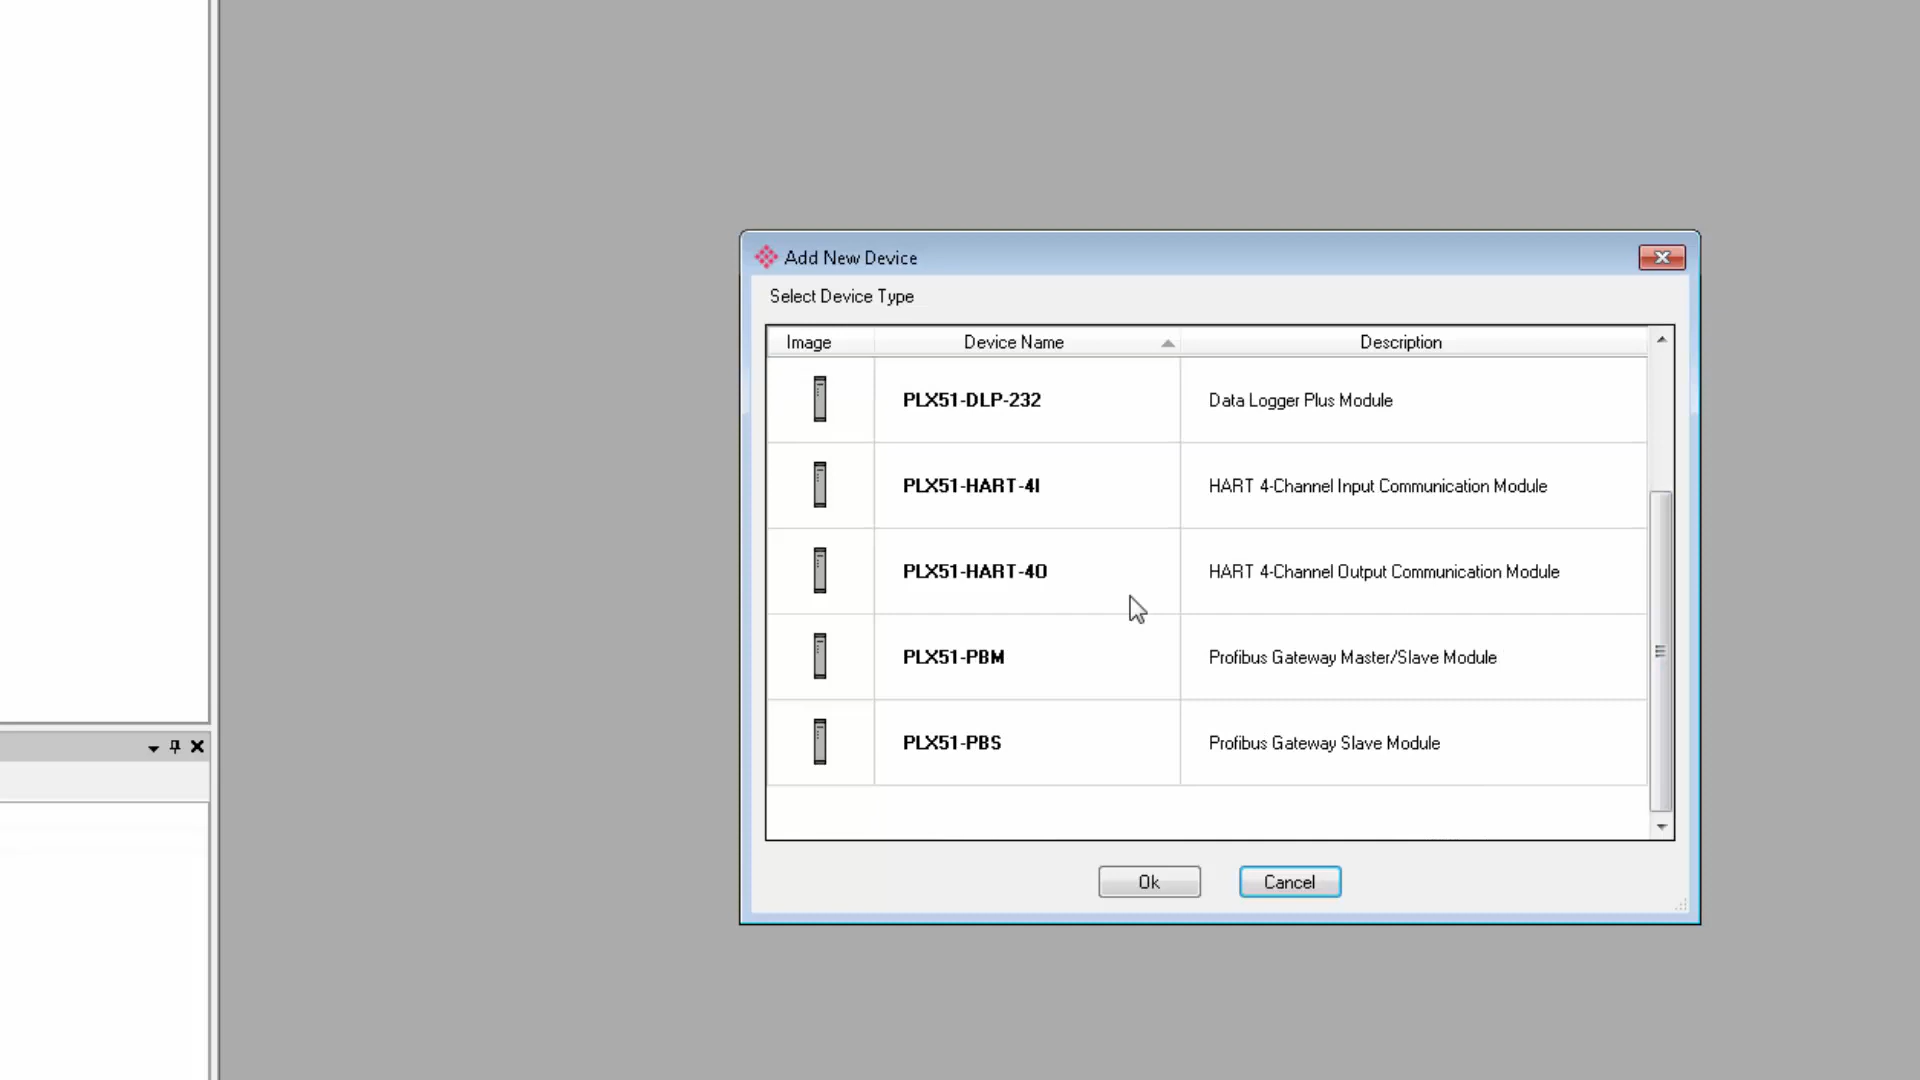 Add New Device
Select Device Type
Image Device Name Description
PLX51-DLP-232 Data Logger Plus Module
PLX51-HART-4I HART 4-Channel Input Communication Module
PLX51-HART-4O HART 4-Channel Output Communication Module
PLX51-PBM Profibus Gateway Master/Slave Module
PLX51-PBS Profibus Gateway Slave Module
Ok Cancel